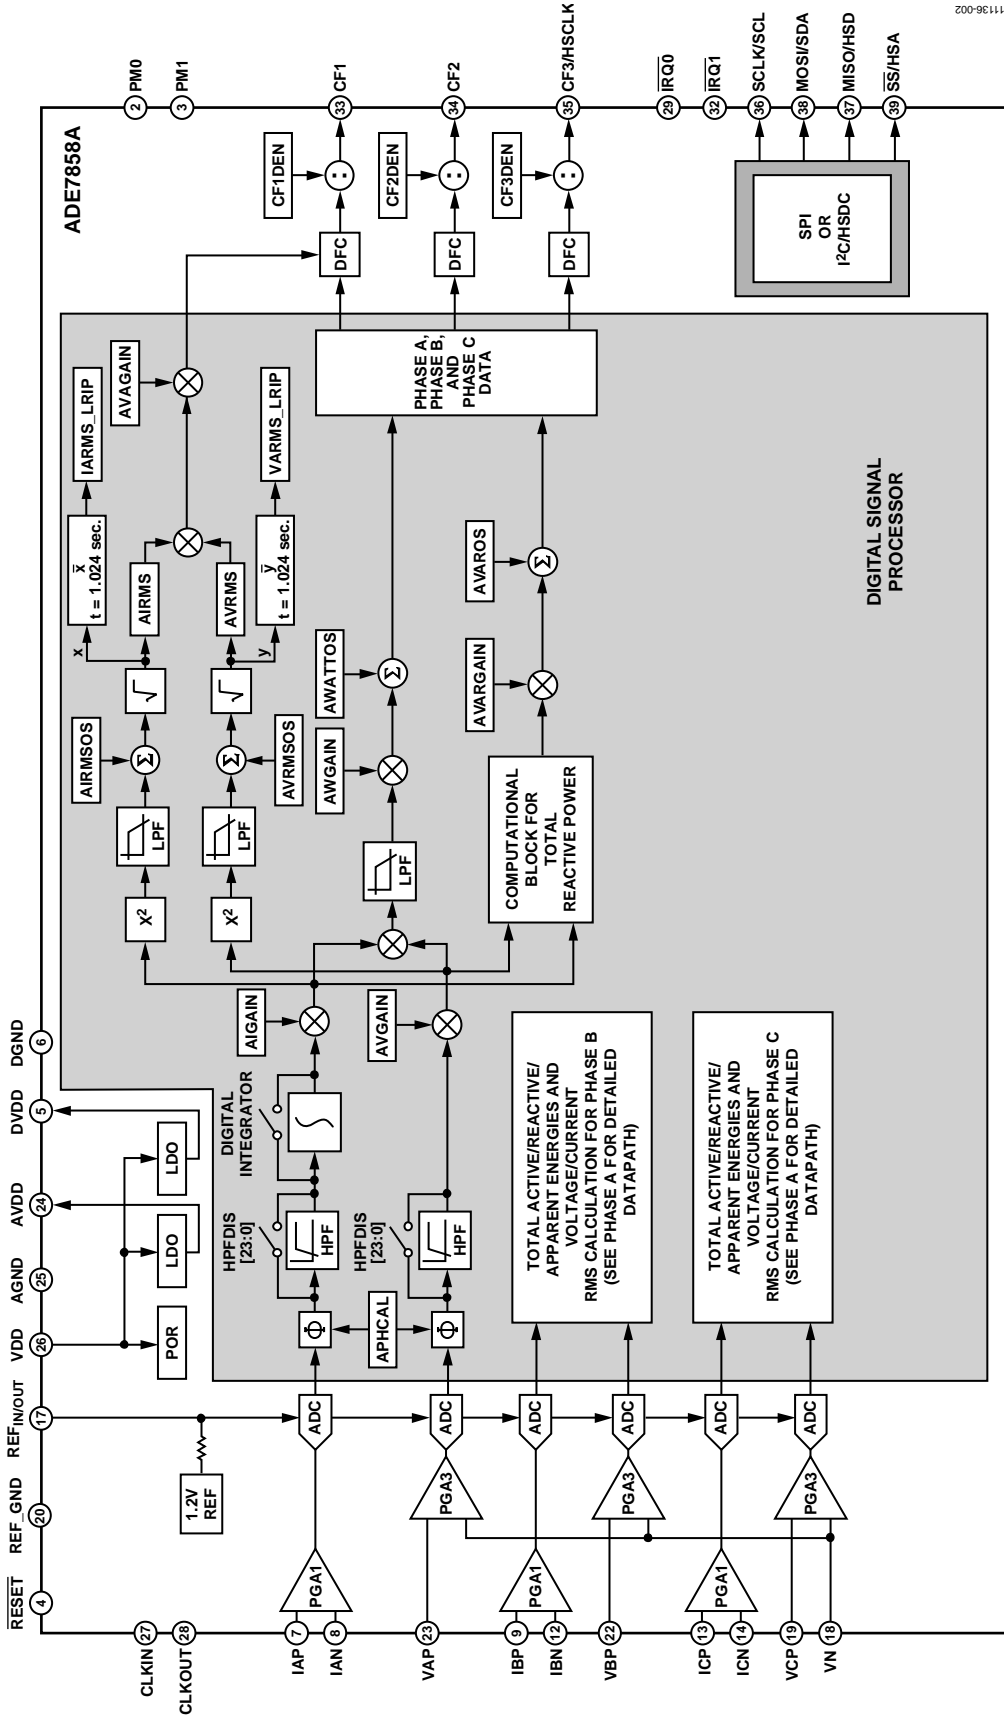 RESET
4
REF_GND
20
REFIN/OUT
17
VDD
26
AGND
25
AVDD
24
DVDD
5
DGND
6
ADE7858A
POR
LDO
LDO
1.2V
REF
CLKIN
27
CLKOUT
28
IAP
7
IAN
8
PGA1
ADC
VAP
23
PGA3
ADC
IBP
9
IBN
12
PGA1
ADC
VBP
22
PGA3
ADC
ICP
13
ICN
14
PGA1
ADC
VCP
19
VN
18
PGA3
ADC
Φ
APHCAL
Φ
HPFDIS
[23:0]
HPF
HPFDIS
[23:0]
HPF
DIGITAL
INTEGRATOR
AIGAIN
AVGAIN
X2
LPF
AIRMSOS
Σ
√
x
x
t = 1.024 sec.
IARMS_LRIP
AIRMS
AVAGAIN
X2
LPF
AVRMSOS
Σ
√
AVRMS
y
y
t = 1.024 sec.
VARMS_LRIP
LPF
AWGAIN
AWATTOS
Σ
COMPUTATIONAL
BLOCK FOR
TOTAL
REACTIVE POWER
AVARGAIN
AVAROS
Σ
PHASE A,
PHASE B,
AND
PHASE C
DATA
TOTAL ACTIVE/REACTIVE/
APPARENT ENERGIES AND
VOLTAGE/CURRENT
RMS CALCULATION FOR PHASE B
(SEE PHASE A FOR DETAILED
DATAPATH)
TOTAL ACTIVE/REACTIVE/
APPARENT ENERGIES AND
VOLTAGE/CURRENT
RMS CALCULATION FOR PHASE C
(SEE PHASE A FOR DETAILED
DATAPATH)
DIGITAL SIGNAL
PROCESSOR
DFC
CF1DEN
:
DFC
CF2DEN
:
DFC
CF3DEN
:
SPI
OR
I2C/HSDC
2
PM0
3
PM1
33
CF1
34
CF2
35
CF3/HSCLK
29
IRQ0
32
IRQ1
36
SCLK/SCL
38
MOSI/SDA
37
MISO/HSD
39
SS/HSA
11136-002